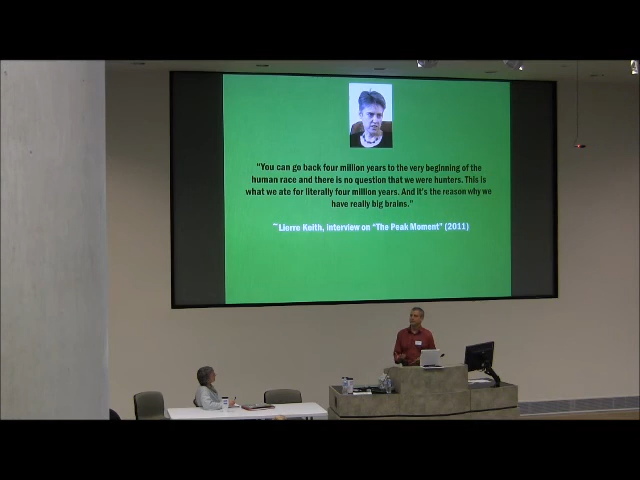 "You can go back four million years to the very beginning of the
human race and there is no question that we were hunters. This is
what we ate for literally four million years. And it's the reason why we
have really big brains."
~Lierre Keith, interview on "The Peak Moment" (2011)